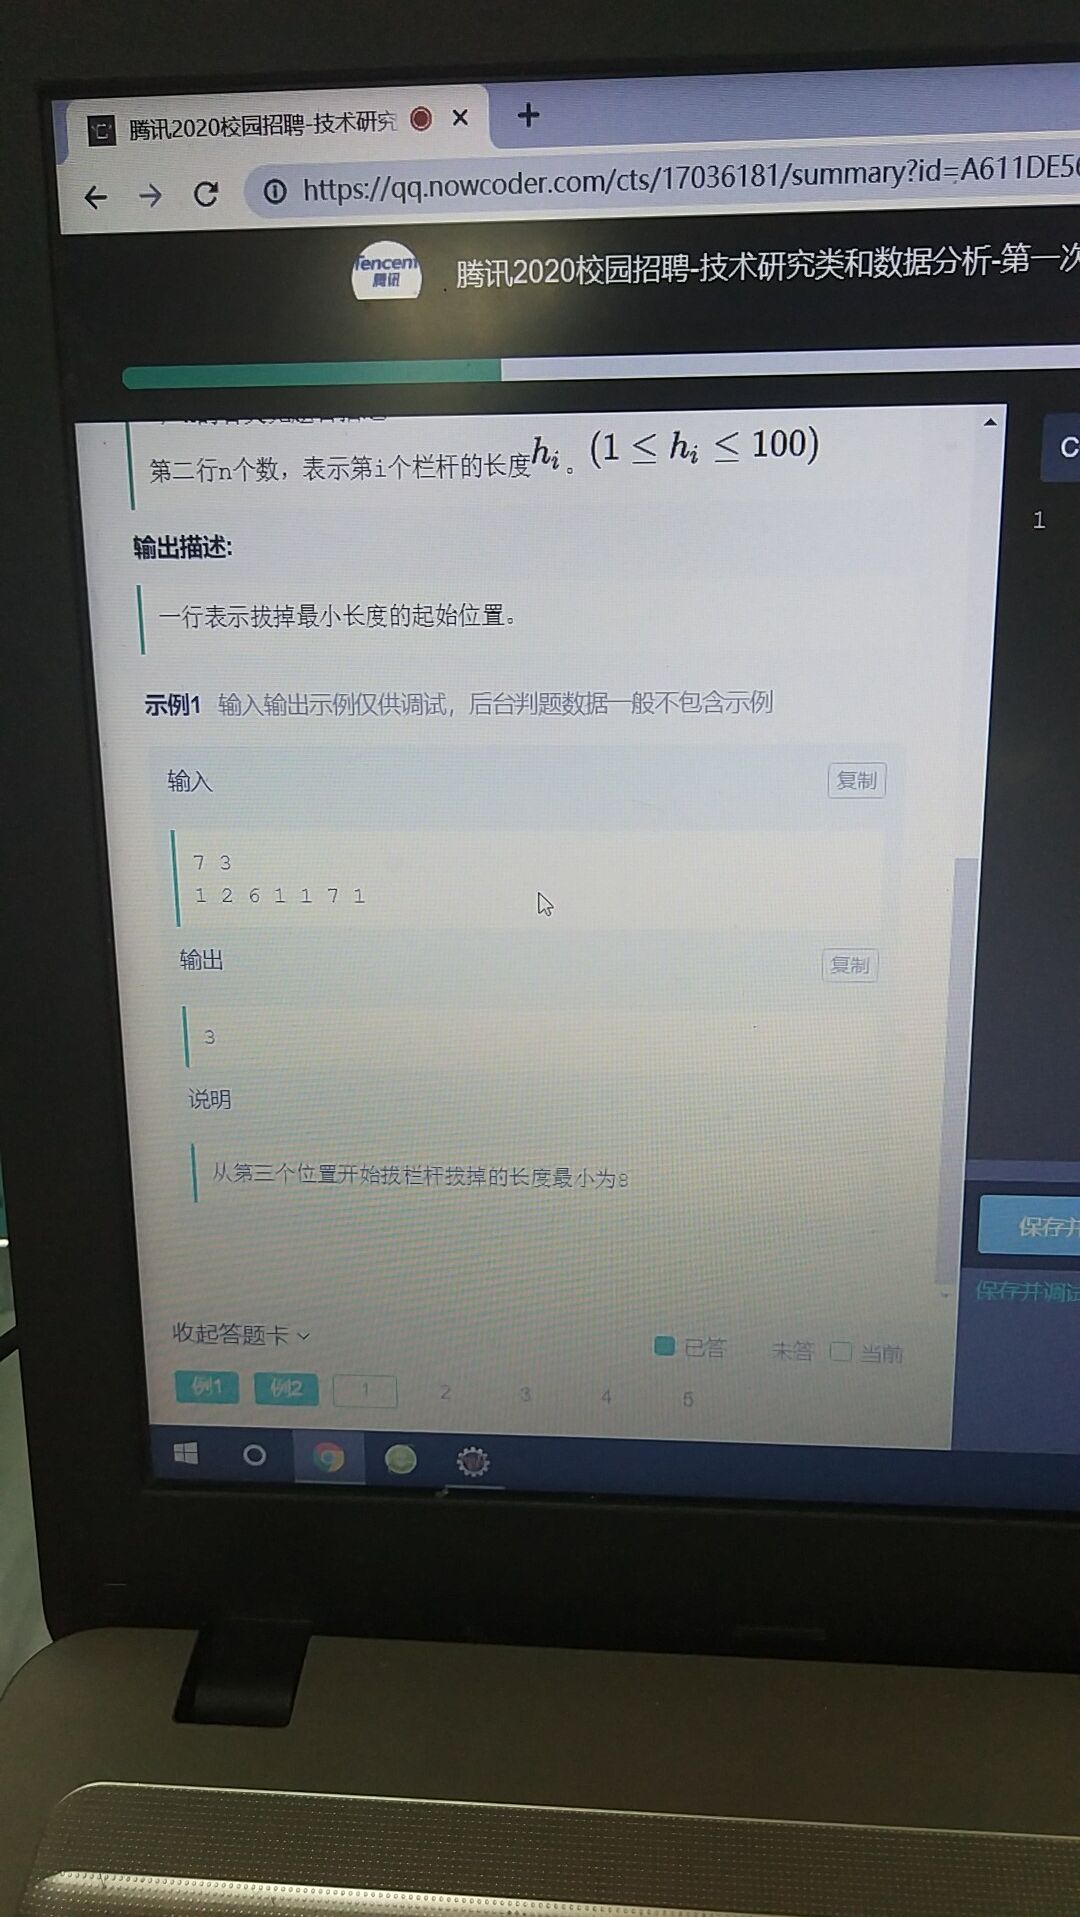 腾讯2020校园招聘-技术研究
https://qq.nowcoder.com/cts/17036181/summary?id=A611DE5
Tencent
腾讯
腾讯2020校园招聘-技术研究类和数据分析-第一次
第二行n个数，表示第i个栏杆的长度hᵢ。(1 ≤ hᵢ ≤ 100)
C
1
输出描述:
一行表示拔掉最小长度的起始位置。
示例1 输入输出示例仅供调试，后台判题数据一般不包含示例
输入
复制
7 3
1 2 6 1 1 7 1
输出
复制
3
说明
从第三个位置开始拔栏杆拔掉的长度最小为8
保存并
保存并调试
收起答题卡
已答 未答 当前
例1 例2 1 2 3 4 5